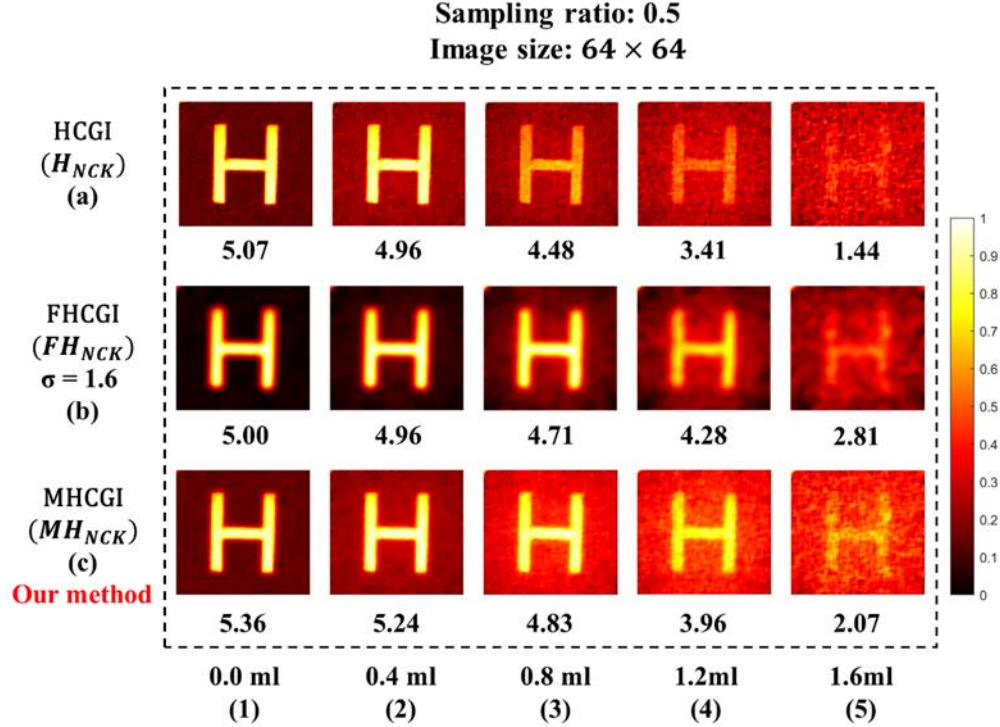 Sampling ratio: 0.5
Image size: 64 × 64
HCGI
(H_NCK)
(a)
5.07 4.96 4.48 3.41 1.44
FHCGI
(FH_NCK)
σ = 1.6
(b)
5.00 4.96 4.71 4.28 2.81
MHCGI
(MH_NCK)
(c)
Our method
5.36 5.24 4.83 3.96 2.07
0.0 ml 0.4 ml 0.8 ml 1.2ml 1.6ml
(1) (2) (3) (4) (5)
1
0.9
0.8
0.7
0.6
0.5
0.4
0.3
0.2
0.1
0